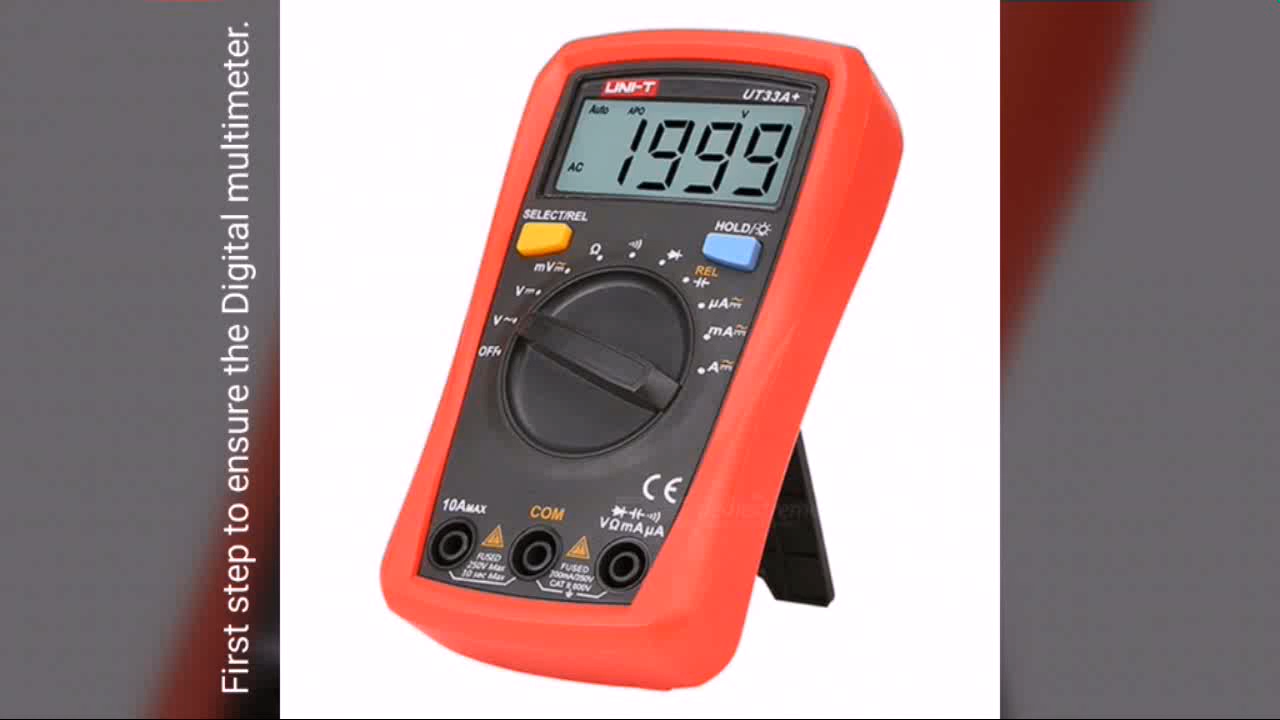 First step to ensure the Digital multimeter.
UNI-T
UT33A+
Auto
APO
V
AC
1999
SELECT/REL
HOLD/
mV
Ω
REL
V
μA
V~
mA
OFF
A
CE
10AMAX
COM
VΩmAμA
FUSED
250V Max
10 sec Max
FUSED
200mA/250V
CAT II 600V